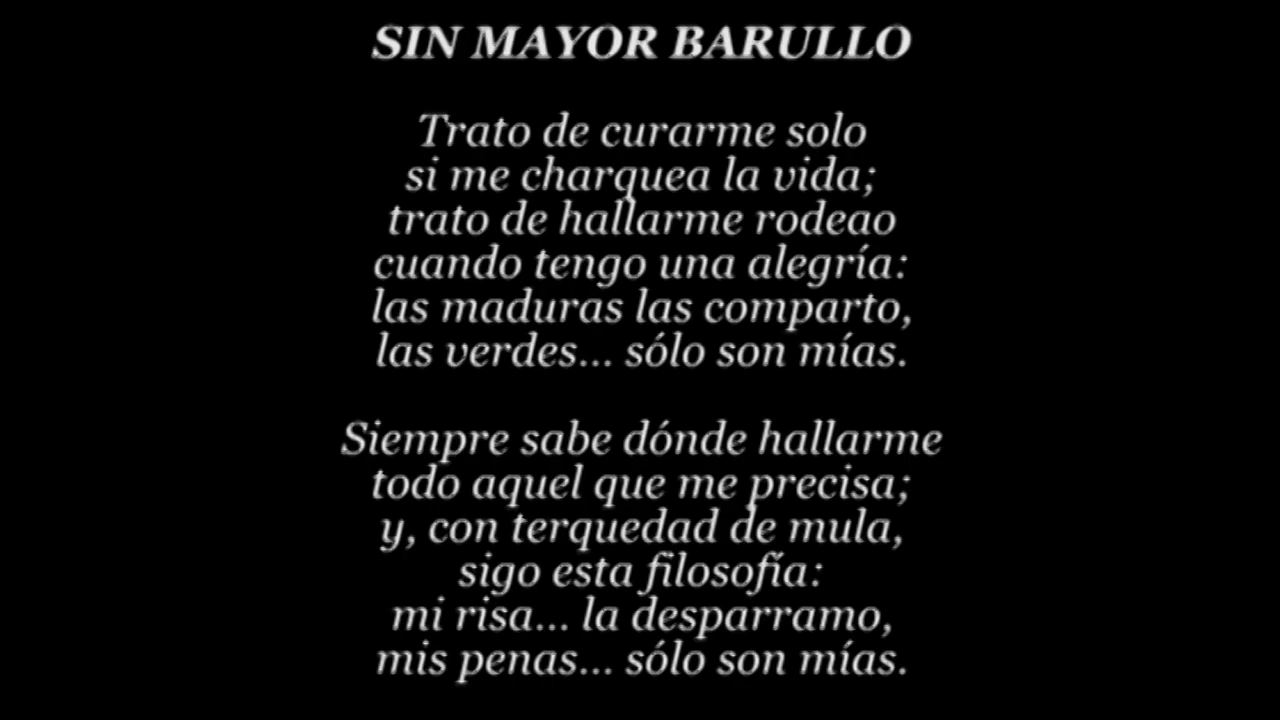 SIN MAYOR BARULLO
Trato de curarme solo
si me charquea la vida;
trato de hallarme rodeao
cuando tengo una alegría:
las maduras las comparto,
las verdes... sólo son mías.
Siempre sabe dónde hallarme
todo aquel que me precisa;
y, con terquedad de mula,
sigo esta filosofía:
mi risa... la desparramo,
mis penas... sólo son mías.